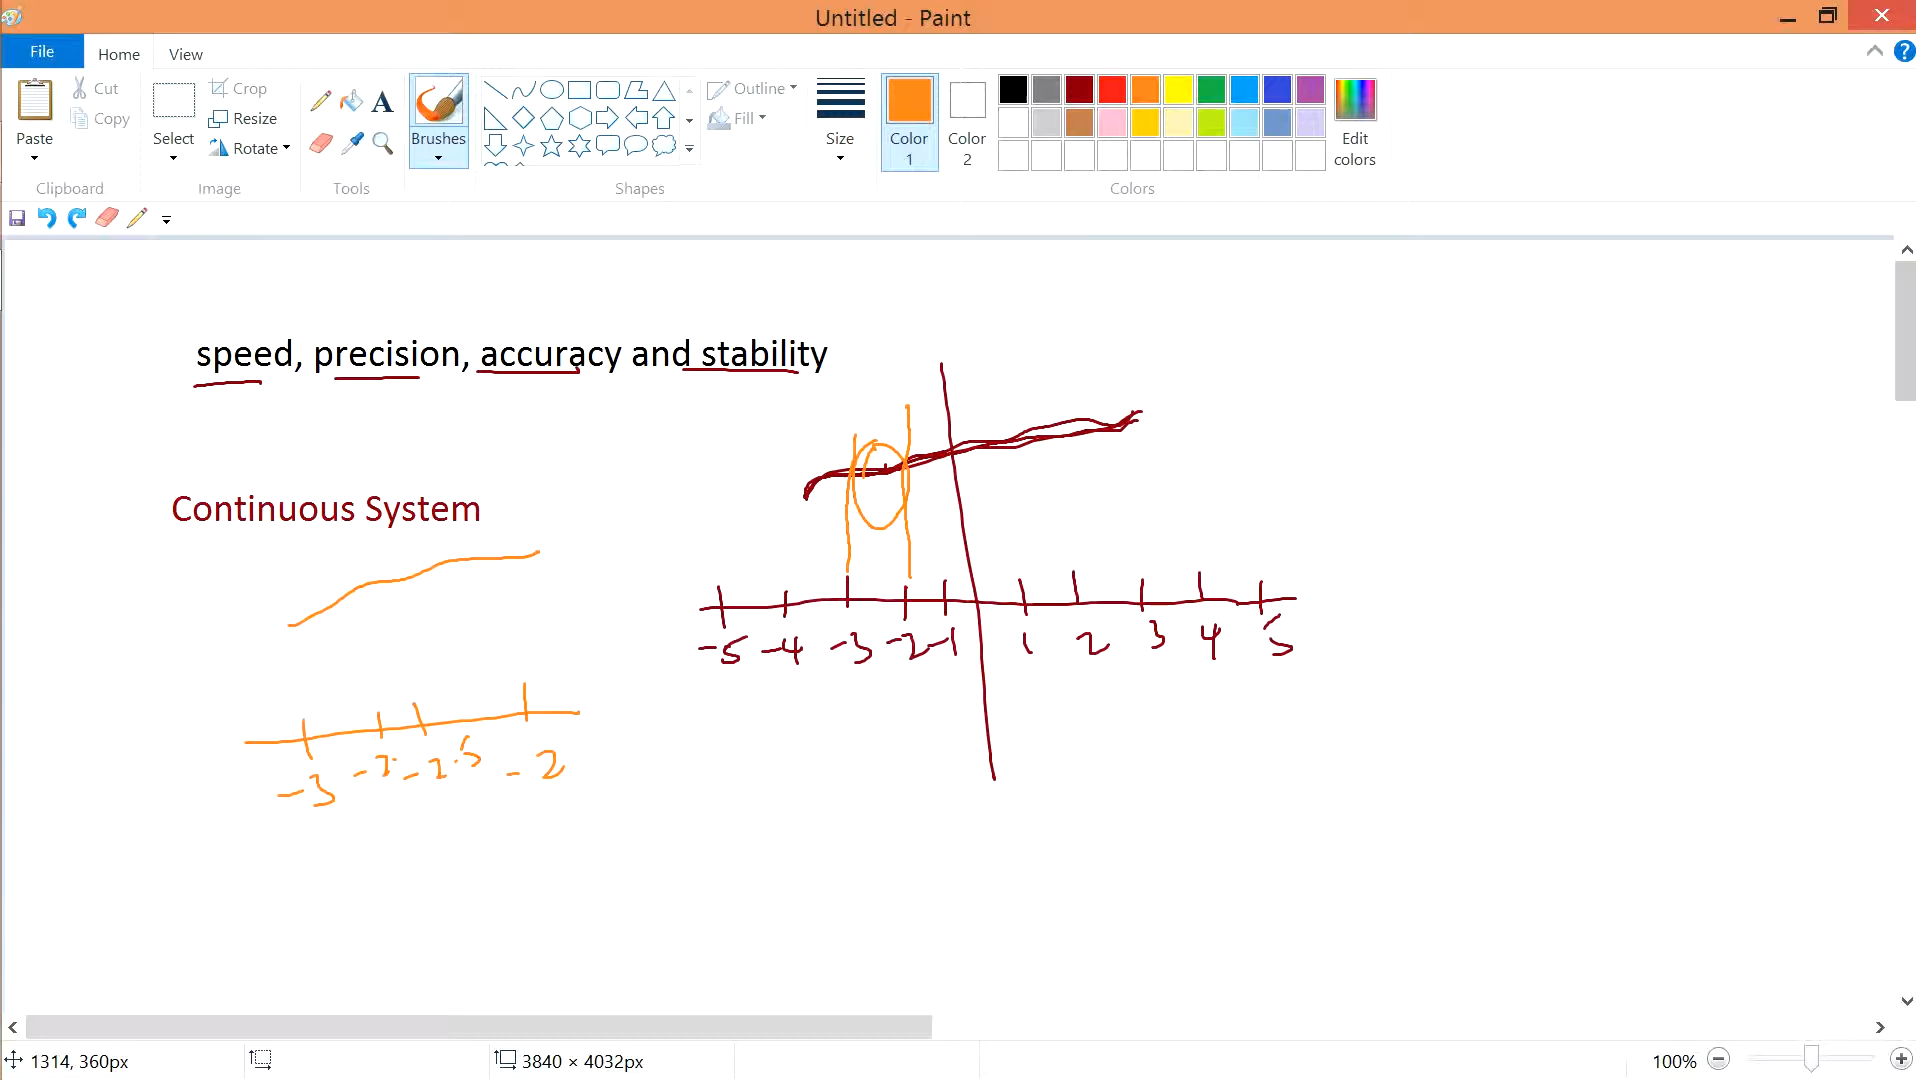 Untitled - Paint
File Home View
Paste Cut Copy Select Crop Resize Rotate Brushes Outline Fill Size Color 1 Color 2 Edit colors
Clipboard Image Tools Shapes Colors
speed, precision, accuracy and stability
Continuous System
-5 -4 -3 -2 -1 1 2 3 4 5
-3 -2.5 -2
1314, 360px 3840 × 4032px 100%